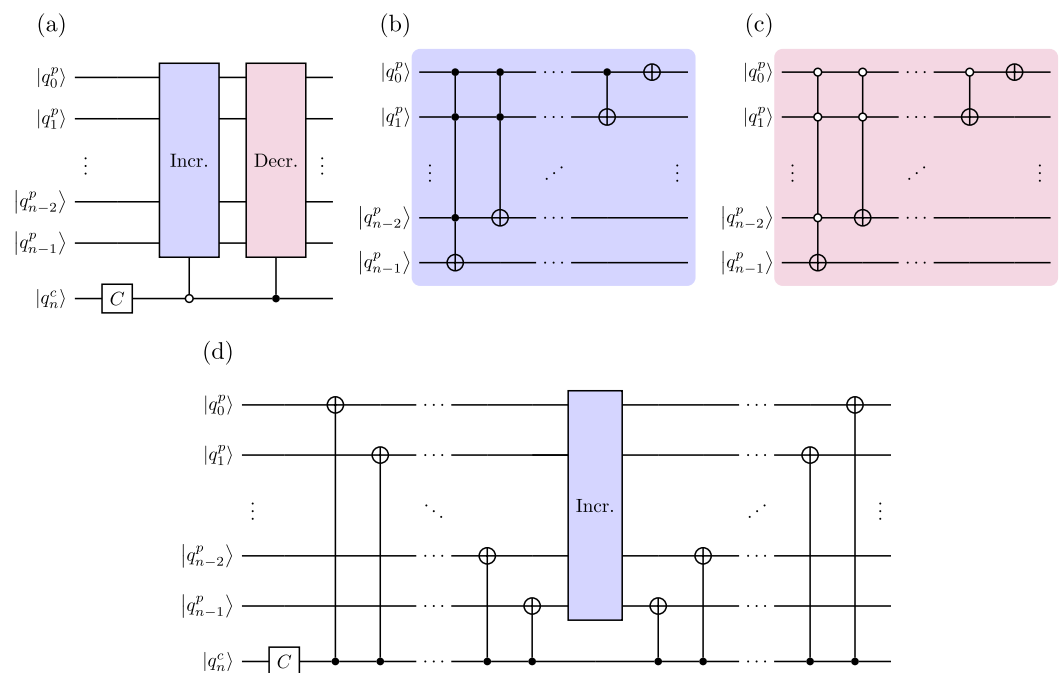 (a)
|q_0^p⟩
|q_1^p⟩
⋮ ⋮
|q_{n−2}^p⟩
|q_{n−1}^p⟩
|q_n^c⟩
Incr.
Decr.
C
(b)
|q_0^p⟩ ···
|q_1^p⟩ ···
⋮ ⋰ ⋮
|q_{n−2}^p⟩ ···
|q_{n−1}^p⟩ ···
(c)
|q_0^p⟩ ···
|q_1^p⟩ ···
⋮ ⋰ ⋮
|q_{n−2}^p⟩ ···
|q_{n−1}^p⟩ ···
(d)
|q_0^p⟩ ··· ···
|q_1^p⟩ ··· ···
⋮ ⋱ Incr. ⋰ ⋮
|q_{n−2}^p⟩ ··· ···
|q_{n−1}^p⟩ ··· ···
|q_n^c⟩ C ··· ···